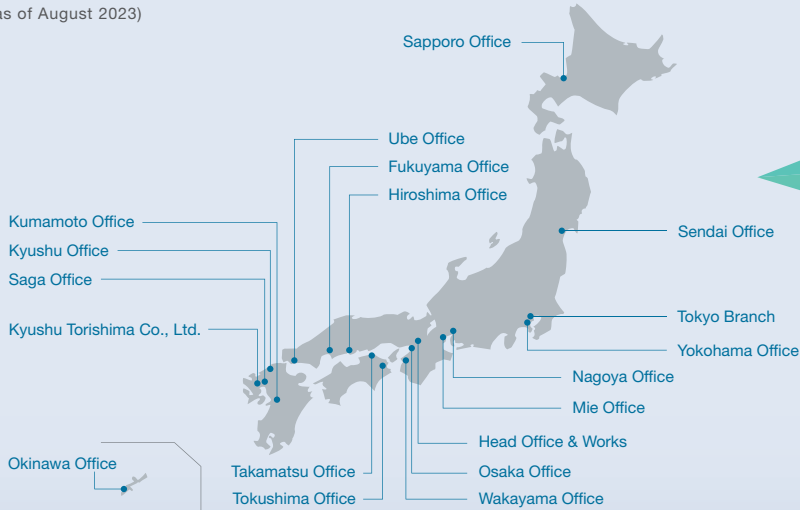 as of August 2023)
Sapporo Office
Ube Office
Fukuyama Office
Hiroshima Office
Kumamoto Office
Kyushu Office
Saga Office
Kyushu Torishima Co., Ltd.
Sendai Office
Tokyo Branch
Yokohama Office
Nagoya Office
Mie Office
Head Office & Works
Okinawa Office
Takamatsu Office
Osaka Office
Tokushima Office
Wakayama Office